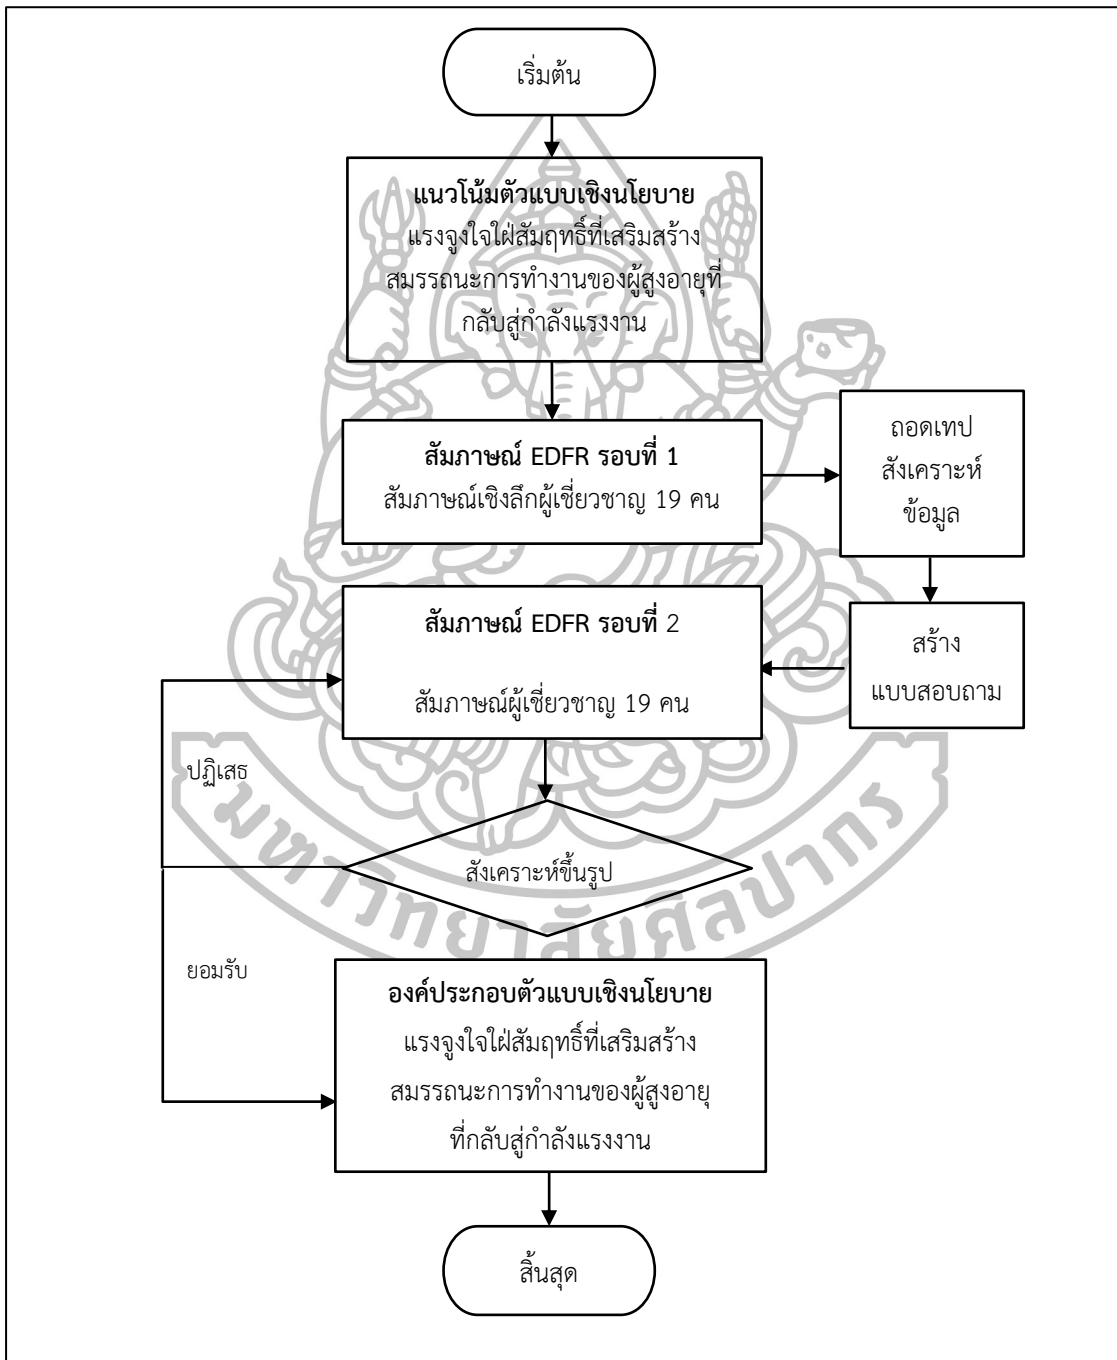 เริ่มต้น
แนวโน้มตัวแบบเชิงนโยบาย
แรงจูงใจใฝ่สัมฤทธิ์ที่เสริมสร้าง
สมรรถนะการทำงานของผู้สูงอายุที่
กลับสู่กำลังแรงงาน
สัมภาษณ์ EDFR รอบที่ 1
สัมภาษณ์เชิงลึกผู้เชี่ยวชาญ 19 คน
ถอดเทป
สังเคราะห์
ข้อมูล
สร้าง
แบบสอบถาม
สัมภาษณ์ EDFR รอบที่ 2
สัมภาษณ์ผู้เชี่ยวชาญ 19 คน
ปฏิเสธ
สังเคราะห์ขึ้นรูป
ยอมรับ
องค์ประกอบตัวแบบเชิงนโยบาย
แรงจูงใจใฝ่สัมฤทธิ์ที่เสริมสร้าง
สมรรถนะการทำงานของผู้สูงอายุ
ที่กลับสู่กำลังแรงงาน
สิ้นสุด
มหาวิทยาลัยศิลปากร